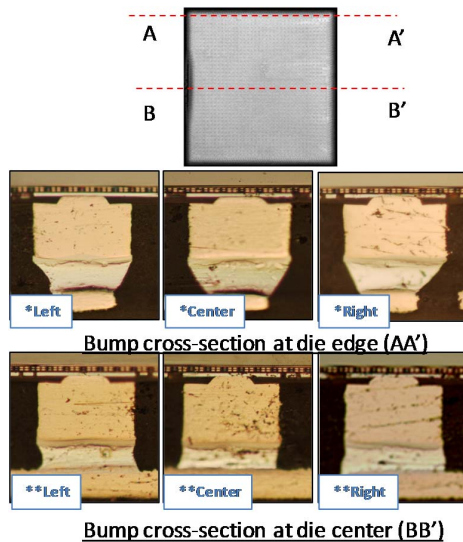 A A′
B B′
*Left *Center *Right
Bump cross-section at die edge (AA′)
**Left **Center **Right
Bump cross-section at die center (BB′)